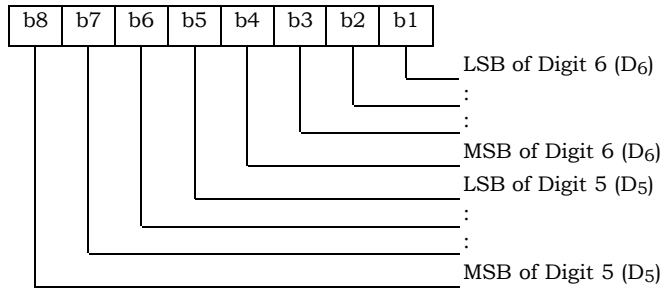 b8 b7 b6 b5 b4 b3 b2 b1
LSB of Digit 6 (D6)
:
:
MSB of Digit 6 (D6)
LSB of Digit 5 (D5)
:
:
MSB of Digit 5 (D5)